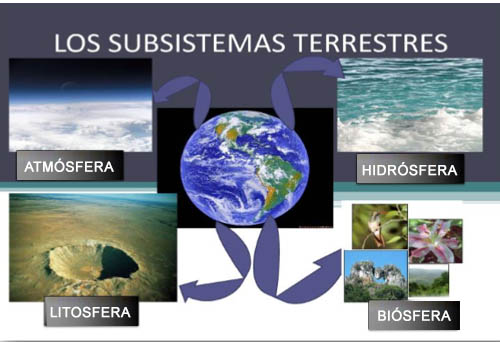 LOS SUBSISTEMAS TERRESTRES
ATMÓSFERA
HIDRÓSFERA
LITOSFERA
BIÓSFERA